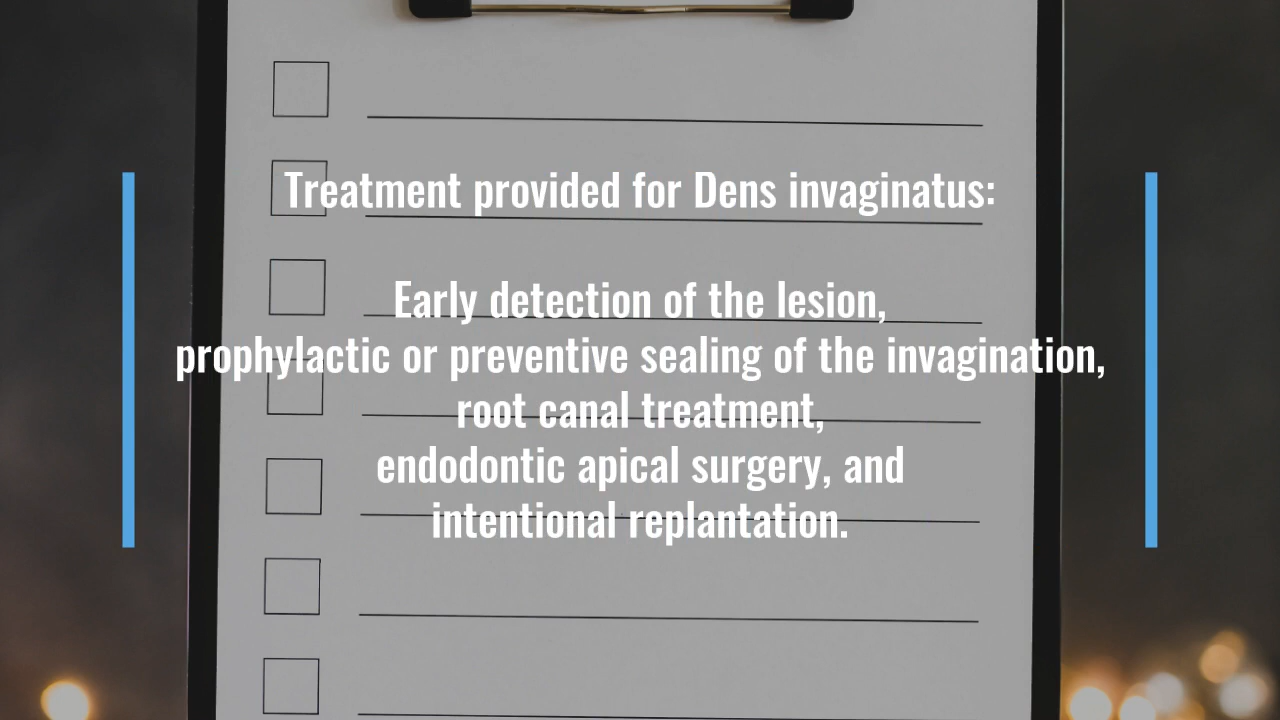 Treatment provided for Dens invaginatus:
Early detection of the lesion,
prophylactic or preventive sealing of the invagination,
root canal treatment,
endodontic apical surgery, and
intentional replantation.